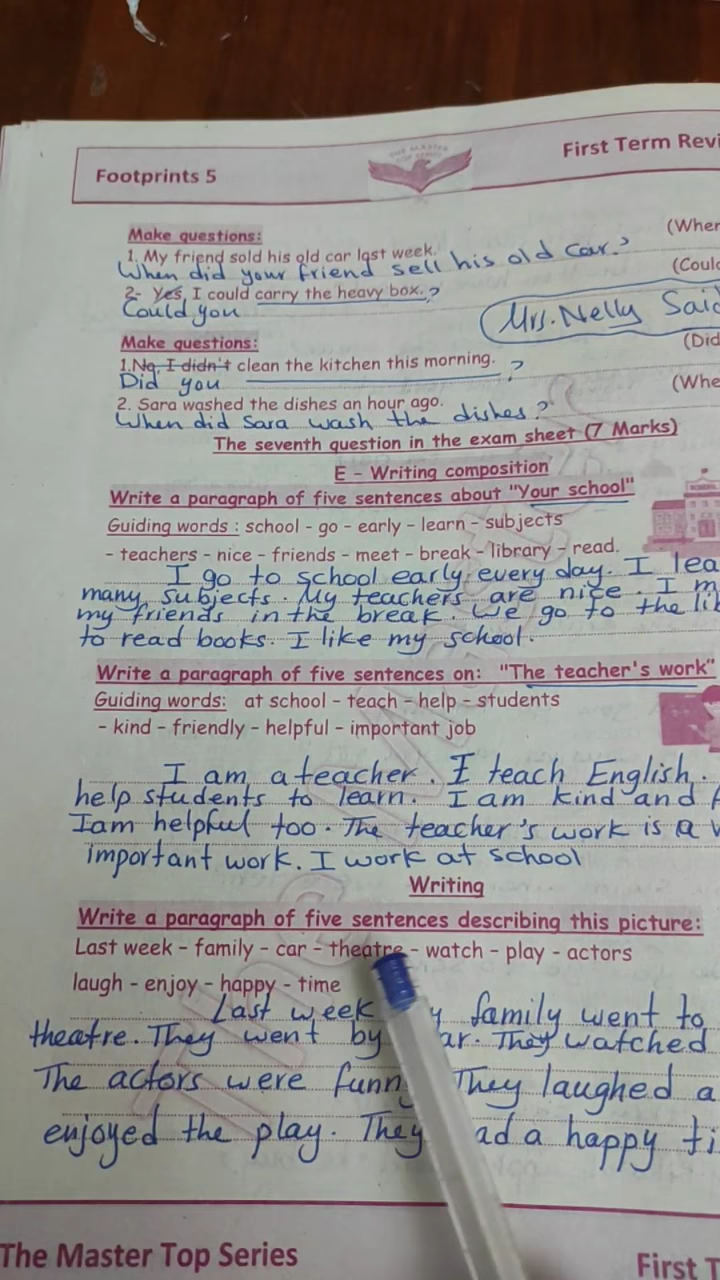 Footprints 5
THE MASTER
TOP SERIES
First Term
Make questions:
1. My friend sold his old car last week.
When did your friend sell his old car?
2- Yes, I could carry the heavy box.?
Could you
Mrs. Nelly
Make questions:
1.No, I didn't clean the kitchen this morning. ?
Did you
(Did
2. Sara washed the dishes an hour ago.
When did Sara wash the dishes?
The seventh question in the exam sheet (7 Marks)
E - Writing composition
Write a paragraph of five sentences about "Your school"
Guiding words : school - go - early - learn - subjects
- teachers - nice - friends - meet - break - library - read.
I go to school early every day. I
many subjects. My teachers are nice. I
my friends in the break. We go to the
to read books. I like my school.
Write a paragraph of five sentences on: "The teacher's work"
Guiding words: at school - teach - help - students
- kind - friendly - helpful - important job
I am a teacher. I teach English.
help students to learn. I am kind and
I am helpful too. The teacher's work is a
important work. I work at school
Writing
Write a paragraph of five sentences describing this picture:
Last week - family - car - theatre - watch - play - actors
laugh - enjoy - happy - time
Last week family went to
theatre. They went by They watched
The actors were They laughed
enjoyed the play. They a happy
The Master Top Series
First